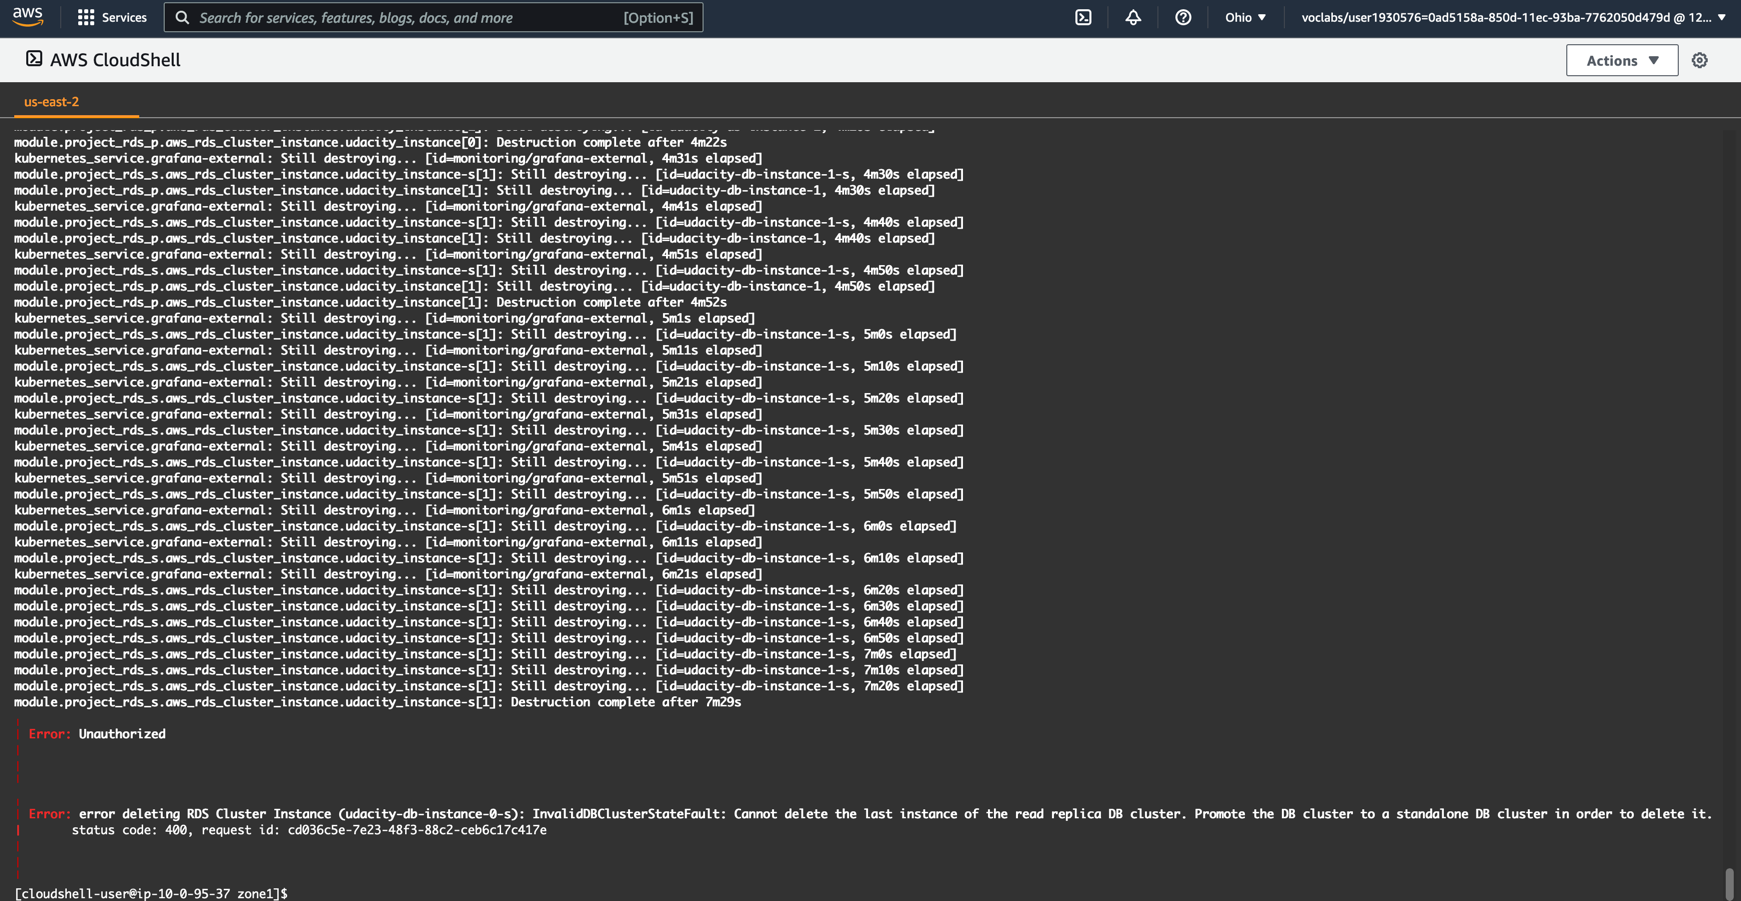 aws
Services
Search for services, features, blogs, docs, and more
[Option+S]
Ohio ▼
voclabs/user1930576=0ad5158a-850d-11ec-93ba-7762050d479d @ 12... ▼
AWS CloudShell
Actions ▼
us-east-2
module.project_rds_p.aws_rds_cluster_instance.udacity_instance[0]: Destruction complete after 4m22s
kubernetes_service.grafana-external: Still destroying... [id=monitoring/grafana-external, 4m31s elapsed]
module.project_rds_s.aws_rds_cluster_instance.udacity_instance-s[1]: Still destroying... [id=udacity-db-instance-1-s, 4m30s elapsed]
module.project_rds_p.aws_rds_cluster_instance.udacity_instance[1]: Still destroying... [id=udacity-db-instance-1, 4m30s elapsed]
kubernetes_service.grafana-external: Still destroying... [id=monitoring/grafana-external, 4m41s elapsed]
module.project_rds_s.aws_rds_cluster_instance.udacity_instance-s[1]: Still destroying... [id=udacity-db-instance-1-s, 4m40s elapsed]
module.project_rds_p.aws_rds_cluster_instance.udacity_instance[1]: Still destroying... [id=udacity-db-instance-1, 4m40s elapsed]
kubernetes_service.grafana-external: Still destroying... [id=monitoring/grafana-external, 4m51s elapsed]
module.project_rds_s.aws_rds_cluster_instance.udacity_instance-s[1]: Still destroying... [id=udacity-db-instance-1-s, 4m50s elapsed]
module.project_rds_p.aws_rds_cluster_instance.udacity_instance[1]: Still destroying... [id=udacity-db-instance-1, 4m50s elapsed]
module.project_rds_p.aws_rds_cluster_instance.udacity_instance[1]: Destruction complete after 4m52s
kubernetes_service.grafana-external: Still destroying... [id=monitoring/grafana-external, 5m1s elapsed]
module.project_rds_s.aws_rds_cluster_instance.udacity_instance-s[1]: Still destroying... [id=udacity-db-instance-1-s, 5m0s elapsed]
kubernetes_service.grafana-external: Still destroying... [id=monitoring/grafana-external, 5m11s elapsed]
module.project_rds_s.aws_rds_cluster_instance.udacity_instance-s[1]: Still destroying... [id=udacity-db-instance-1-s, 5m10s elapsed]
kubernetes_service.grafana-external: Still destroying... [id=monitoring/grafana-external, 5m21s elapsed]
module.project_rds_s.aws_rds_cluster_instance.udacity_instance-s[1]: Still destroying... [id=udacity-db-instance-1-s, 5m20s elapsed]
kubernetes_service.grafana-external: Still destroying... [id=monitoring/grafana-external, 5m31s elapsed]
module.project_rds_s.aws_rds_cluster_instance.udacity_instance-s[1]: Still destroying... [id=udacity-db-instance-1-s, 5m30s elapsed]
kubernetes_service.grafana-external: Still destroying... [id=monitoring/grafana-external, 5m41s elapsed]
module.project_rds_s.aws_rds_cluster_instance.udacity_instance-s[1]: Still destroying... [id=udacity-db-instance-1-s, 5m40s elapsed]
kubernetes_service.grafana-external: Still destroying... [id=monitoring/grafana-external, 5m51s elapsed]
module.project_rds_s.aws_rds_cluster_instance.udacity_instance-s[1]: Still destroying... [id=udacity-db-instance-1-s, 5m50s elapsed]
kubernetes_service.grafana-external: Still destroying... [id=monitoring/grafana-external, 6m1s elapsed]
module.project_rds_s.aws_rds_cluster_instance.udacity_instance-s[1]: Still destroying... [id=udacity-db-instance-1-s, 6m0s elapsed]
kubernetes_service.grafana-external: Still destroying... [id=monitoring/grafana-external, 6m11s elapsed]
module.project_rds_s.aws_rds_cluster_instance.udacity_instance-s[1]: Still destroying... [id=udacity-db-instance-1-s, 6m10s elapsed]
kubernetes_service.grafana-external: Still destroying... [id=monitoring/grafana-external, 6m21s elapsed]
module.project_rds_s.aws_rds_cluster_instance.udacity_instance-s[1]: Still destroying... [id=udacity-db-instance-1-s, 6m20s elapsed]
module.project_rds_s.aws_rds_cluster_instance.udacity_instance-s[1]: Still destroying... [id=udacity-db-instance-1-s, 6m30s elapsed]
module.project_rds_s.aws_rds_cluster_instance.udacity_instance-s[1]: Still destroying... [id=udacity-db-instance-1-s, 6m40s elapsed]
module.project_rds_s.aws_rds_cluster_instance.udacity_instance-s[1]: Still destroying... [id=udacity-db-instance-1-s, 6m50s elapsed]
module.project_rds_s.aws_rds_cluster_instance.udacity_instance-s[1]: Still destroying... [id=udacity-db-instance-1-s, 7m0s elapsed]
module.project_rds_s.aws_rds_cluster_instance.udacity_instance-s[1]: Still destroying... [id=udacity-db-instance-1-s, 7m10s elapsed]
module.project_rds_s.aws_rds_cluster_instance.udacity_instance-s[1]: Still destroying... [id=udacity-db-instance-1-s, 7m20s elapsed]
module.project_rds_s.aws_rds_cluster_instance.udacity_instance-s[1]: Destruction complete after 7m29s
Error: Unauthorized
Error: error deleting RDS Cluster Instance (udacity-db-instance-0-s): InvalidDBClusterStateFault: Cannot delete the last instance of the read replica DB cluster. Promote the DB cluster to a standalone DB cluster in order to delete it.
status code: 400, request id: cd036c5e-7e23-48f3-88c2-ceb6c17c417e
[cloudshell-user@ip-10-0-95-37 zone1]$